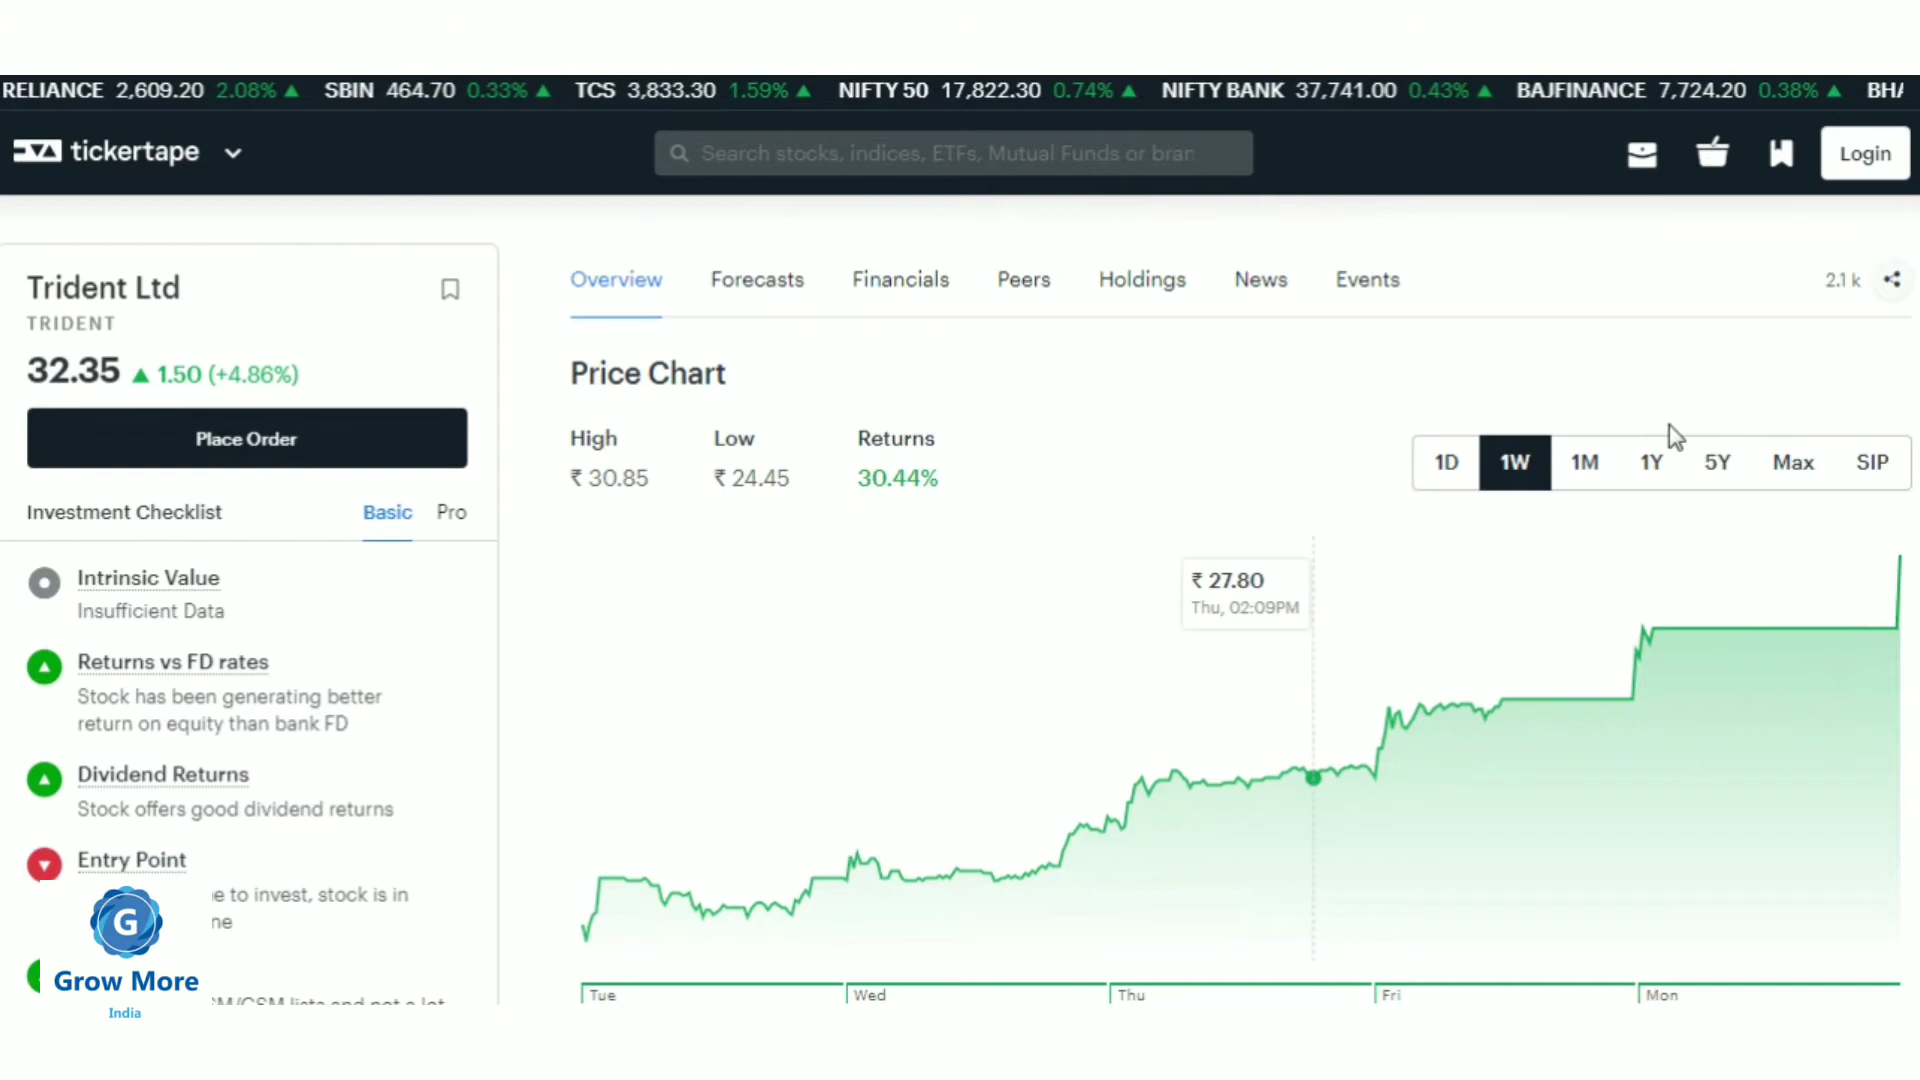 RELIANCE 2,609.20 2.08% ▲ SBIN 464.70 0.33% ▲ TCS 3,833.30 1.59% ▲ NIFTY 50 17,822.30 0.74% ▲ NIFTY BANK 37,741.00 0.43% ▲ BAJFINANCE 7,724.20 0.38% ▲ BHA
tickertape
Search stocks, indices, ETFs, Mutual Funds or bran
Login
Trident Ltd
TRIDENT
32.35 ▲ 1.50 (+4.86%)
Place Order
Investment Checklist Basic Pro
Intrinsic Value
Insufficient Data
Returns vs FD rates
Stock has been generating better
return on equity than bank FD
Dividend Returns
Stock offers good dividend returns
Entry Point
e to invest, stock is in
ne
G
Grow More
India
Overview Forecasts Financials Peers Holdings News Events
2.1 k
Price Chart
High Low Returns
₹ 30.85 ₹ 24.45 30.44%
1D 1W 1M 1Y 5Y Max SIP
₹ 27.80
Thu, 02:09PM
Tue Wed Thu Fri Mon